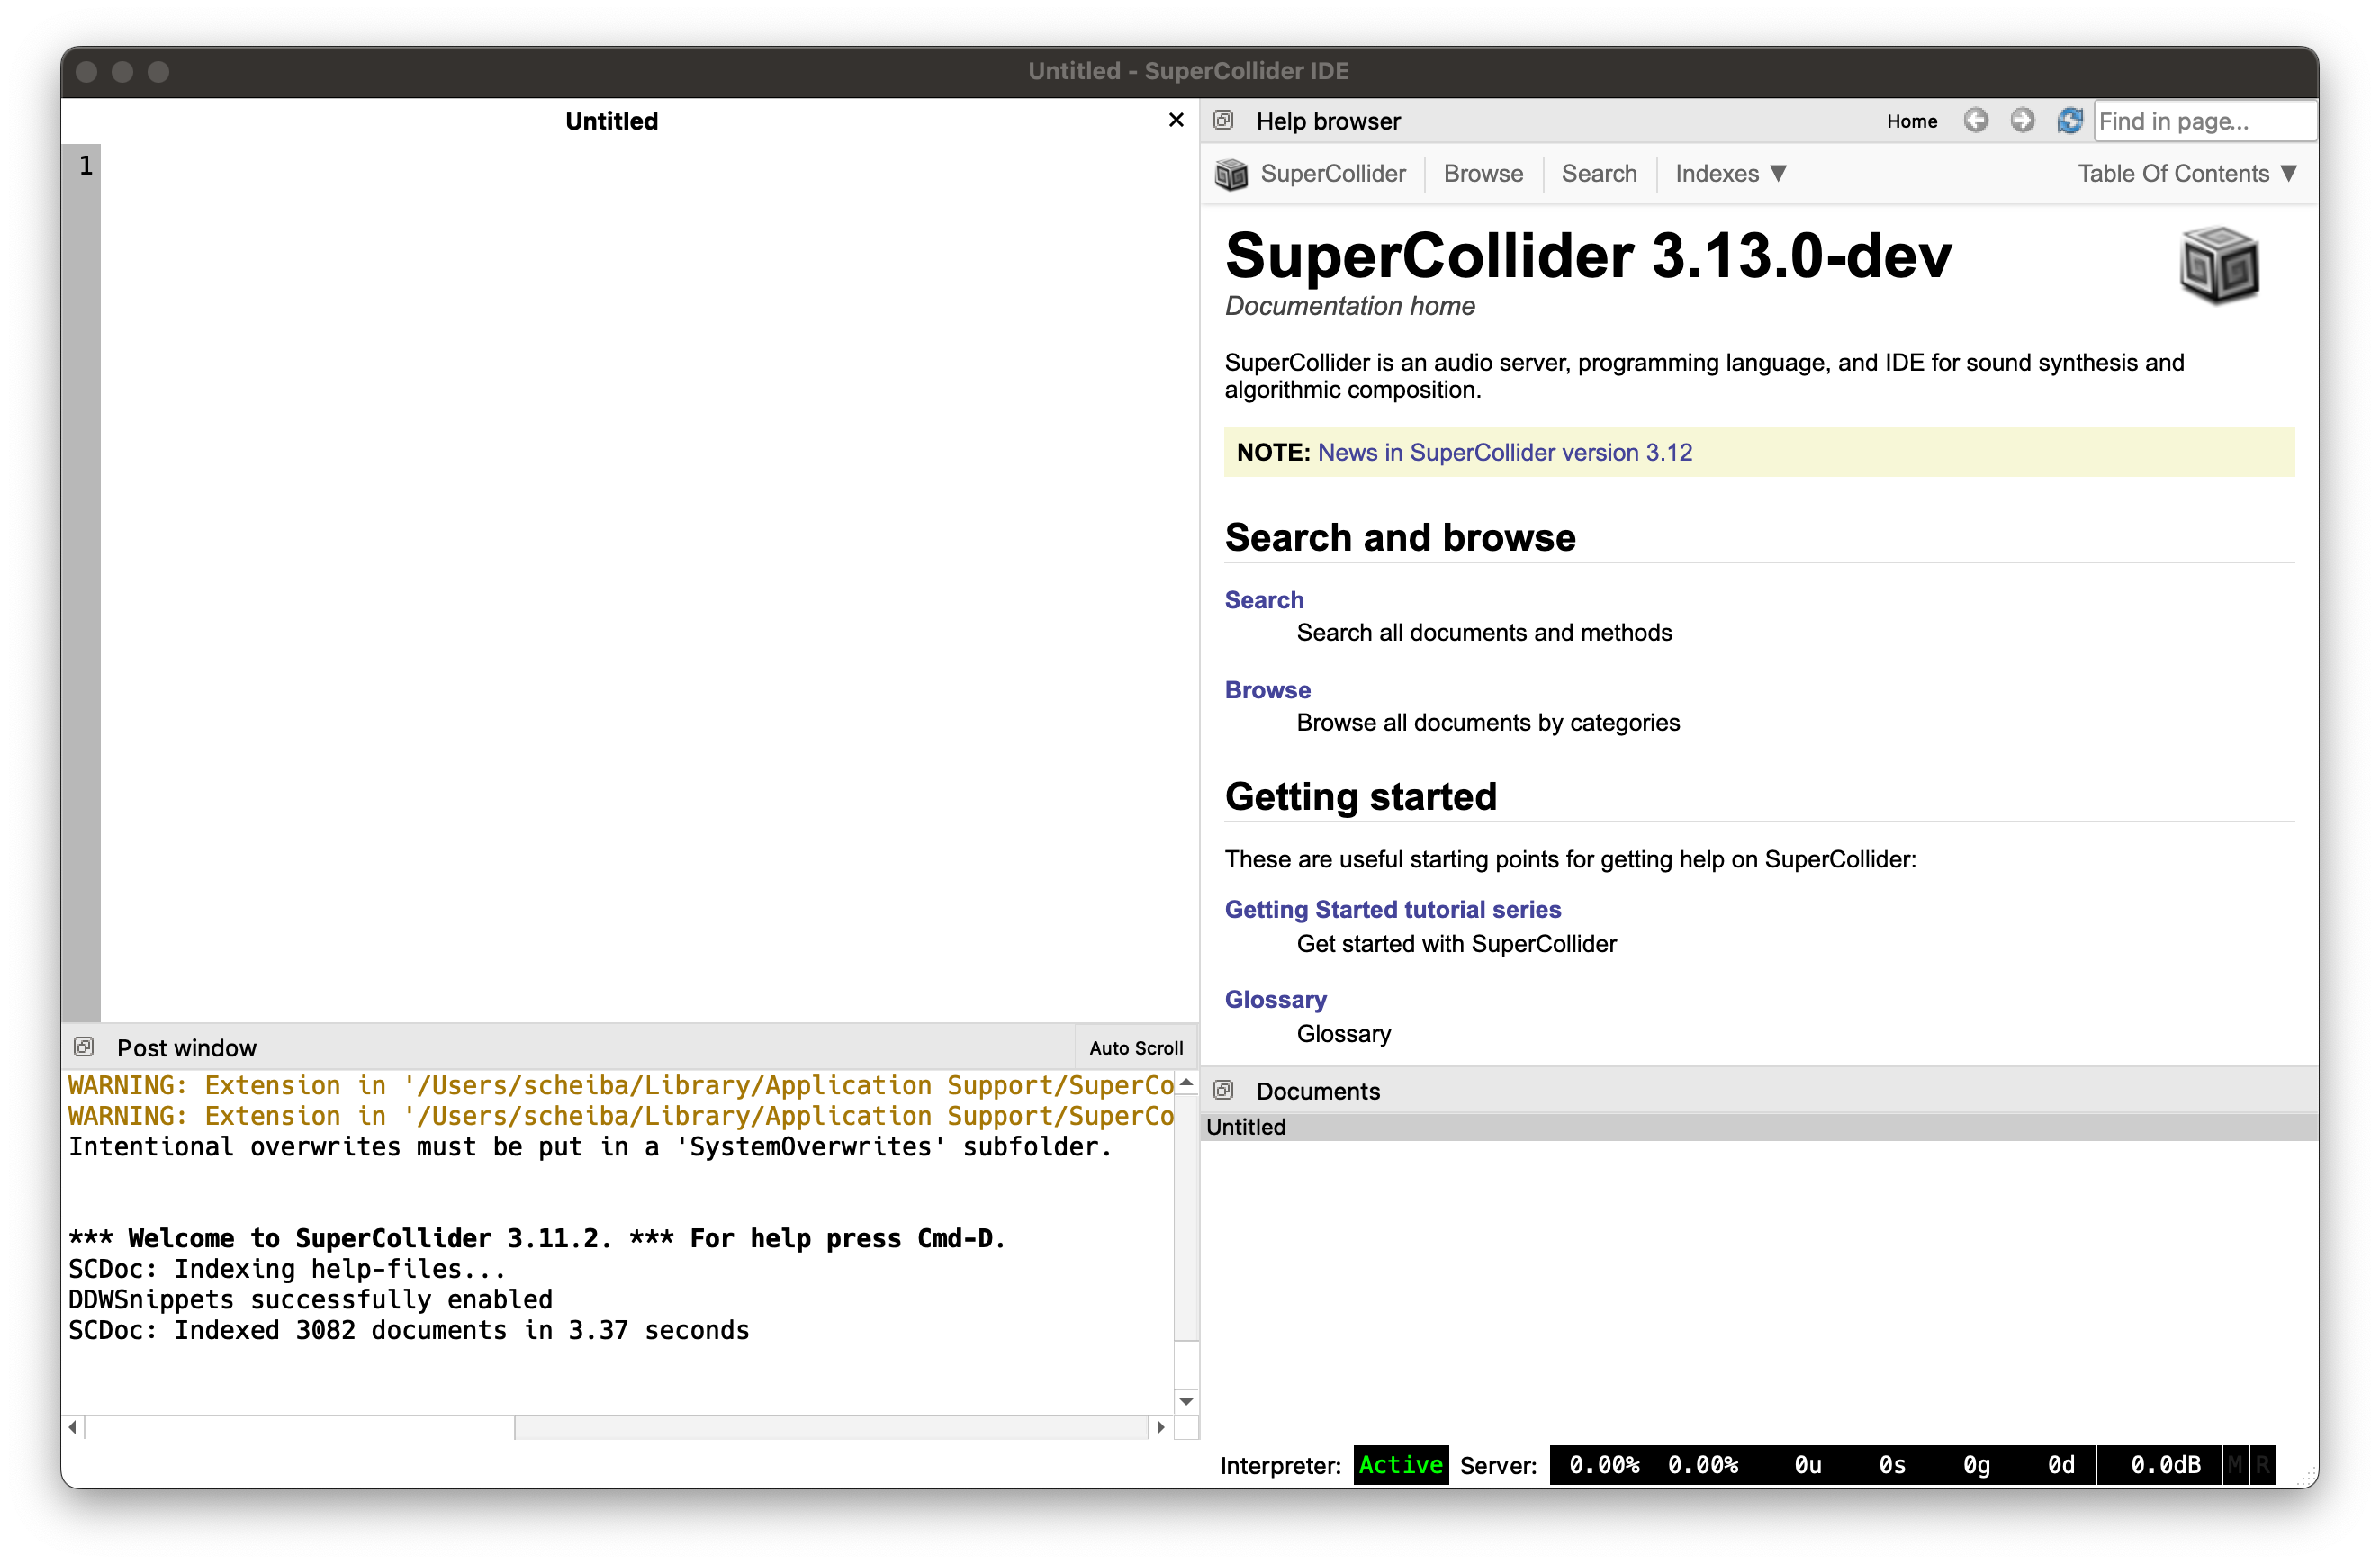 Untitled - SuperCollider IDE
Untitled
1
Post window
Auto Scroll
WARNING: Extension in '/Users/scheiba/Library/Application Support/SuperCo
WARNING: Extension in '/Users/scheiba/Library/Application Support/SuperCo
Intentional overwrites must be put in a 'SystemOverwrites' subfolder.
*** Welcome to SuperCollider 3.11.2. *** For help press Cmd-D.
SCDoc: Indexing help-files...
DDWSnippets successfully enabled
SCDoc: Indexed 3082 documents in 3.37 seconds
Help browser
Home
Find in page...
SuperCollider
Browse
Search
Indexes ▼
Table Of Contents ▼
SuperCollider 3.13.0-dev
Documentation home
SuperCollider is an audio server, programming language, and IDE for sound synthesis and
algorithmic composition.
NOTE: News in SuperCollider version 3.12
Search and browse
Search
Search all documents and methods
Browse
Browse all documents by categories
Getting started
These are useful starting points for getting help on SuperCollider:
Getting Started tutorial series
Get started with SuperCollider
Glossary
Glossary
Documents
Untitled
Interpreter: Active Server: 0.00% 0.00% 0u 0s 0g 0d 0.0dB M R